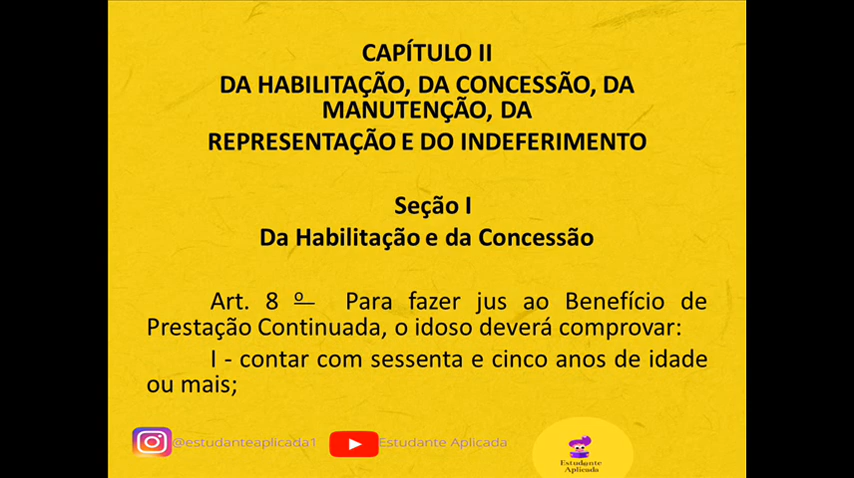 CAPÍTULO II
DA HABILITAÇÃO, DA CONCESSÃO, DA
MANUTENÇÃO, DA
REPRESENTAÇÃO E DO INDEFERIMENTO
Seção I
Da Habilitação e da Concessão
Art. 8 º Para fazer jus ao Benefício de
Prestação Continuada, o idoso deverá comprovar:
I - contar com sessenta e cinco anos de idade
ou mais;
@estudanteaplicada1
Estudante Aplicada
Estudante
Aplicada